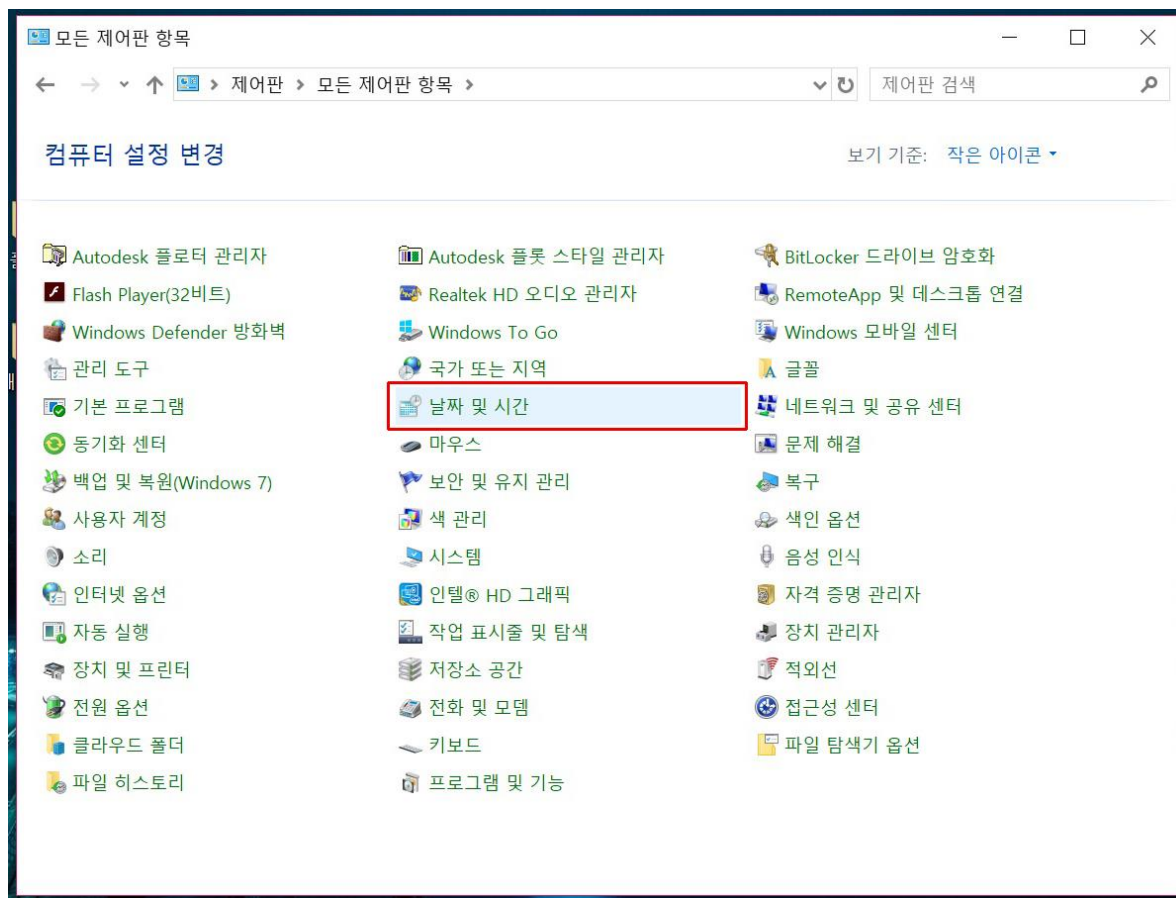 모든 제어판 항목
제어판 모든 제어판 항목 제어판 검색
컴퓨터 설정 변경 보기 기준: 작은 아이콘
Autodesk 플로터 관리자 Autodesk 플롯 스타일 관리자 BitLocker 드라이브 암호화
Flash Player(32비트) Realtek HD 오디오 관리자 RemoteApp 및 데스크톱 연결
Windows Defender 방화벽 Windows To Go Windows 모바일 센터
관리 도구 국가 또는 지역 글꼴
기본 프로그램 날짜 및 시간 네트워크 및 공유 센터
동기화 센터 마우스 문제 해결
백업 및 복원(Windows 7) 보안 및 유지 관리 복구
사용자 계정 색 관리 색인 옵션
소리 시스템 음성 인식
인터넷 옵션 인텔® HD 그래픽 자격 증명 관리자
자동 실행 작업 표시줄 및 탐색 장치 관리자
장치 및 프린터 저장소 공간 적외선
전원 옵션 전화 및 모뎀 접근성 센터
클라우드 폴더 키보드 파일 탐색기 옵션
파일 히스토리 프로그램 및 기능